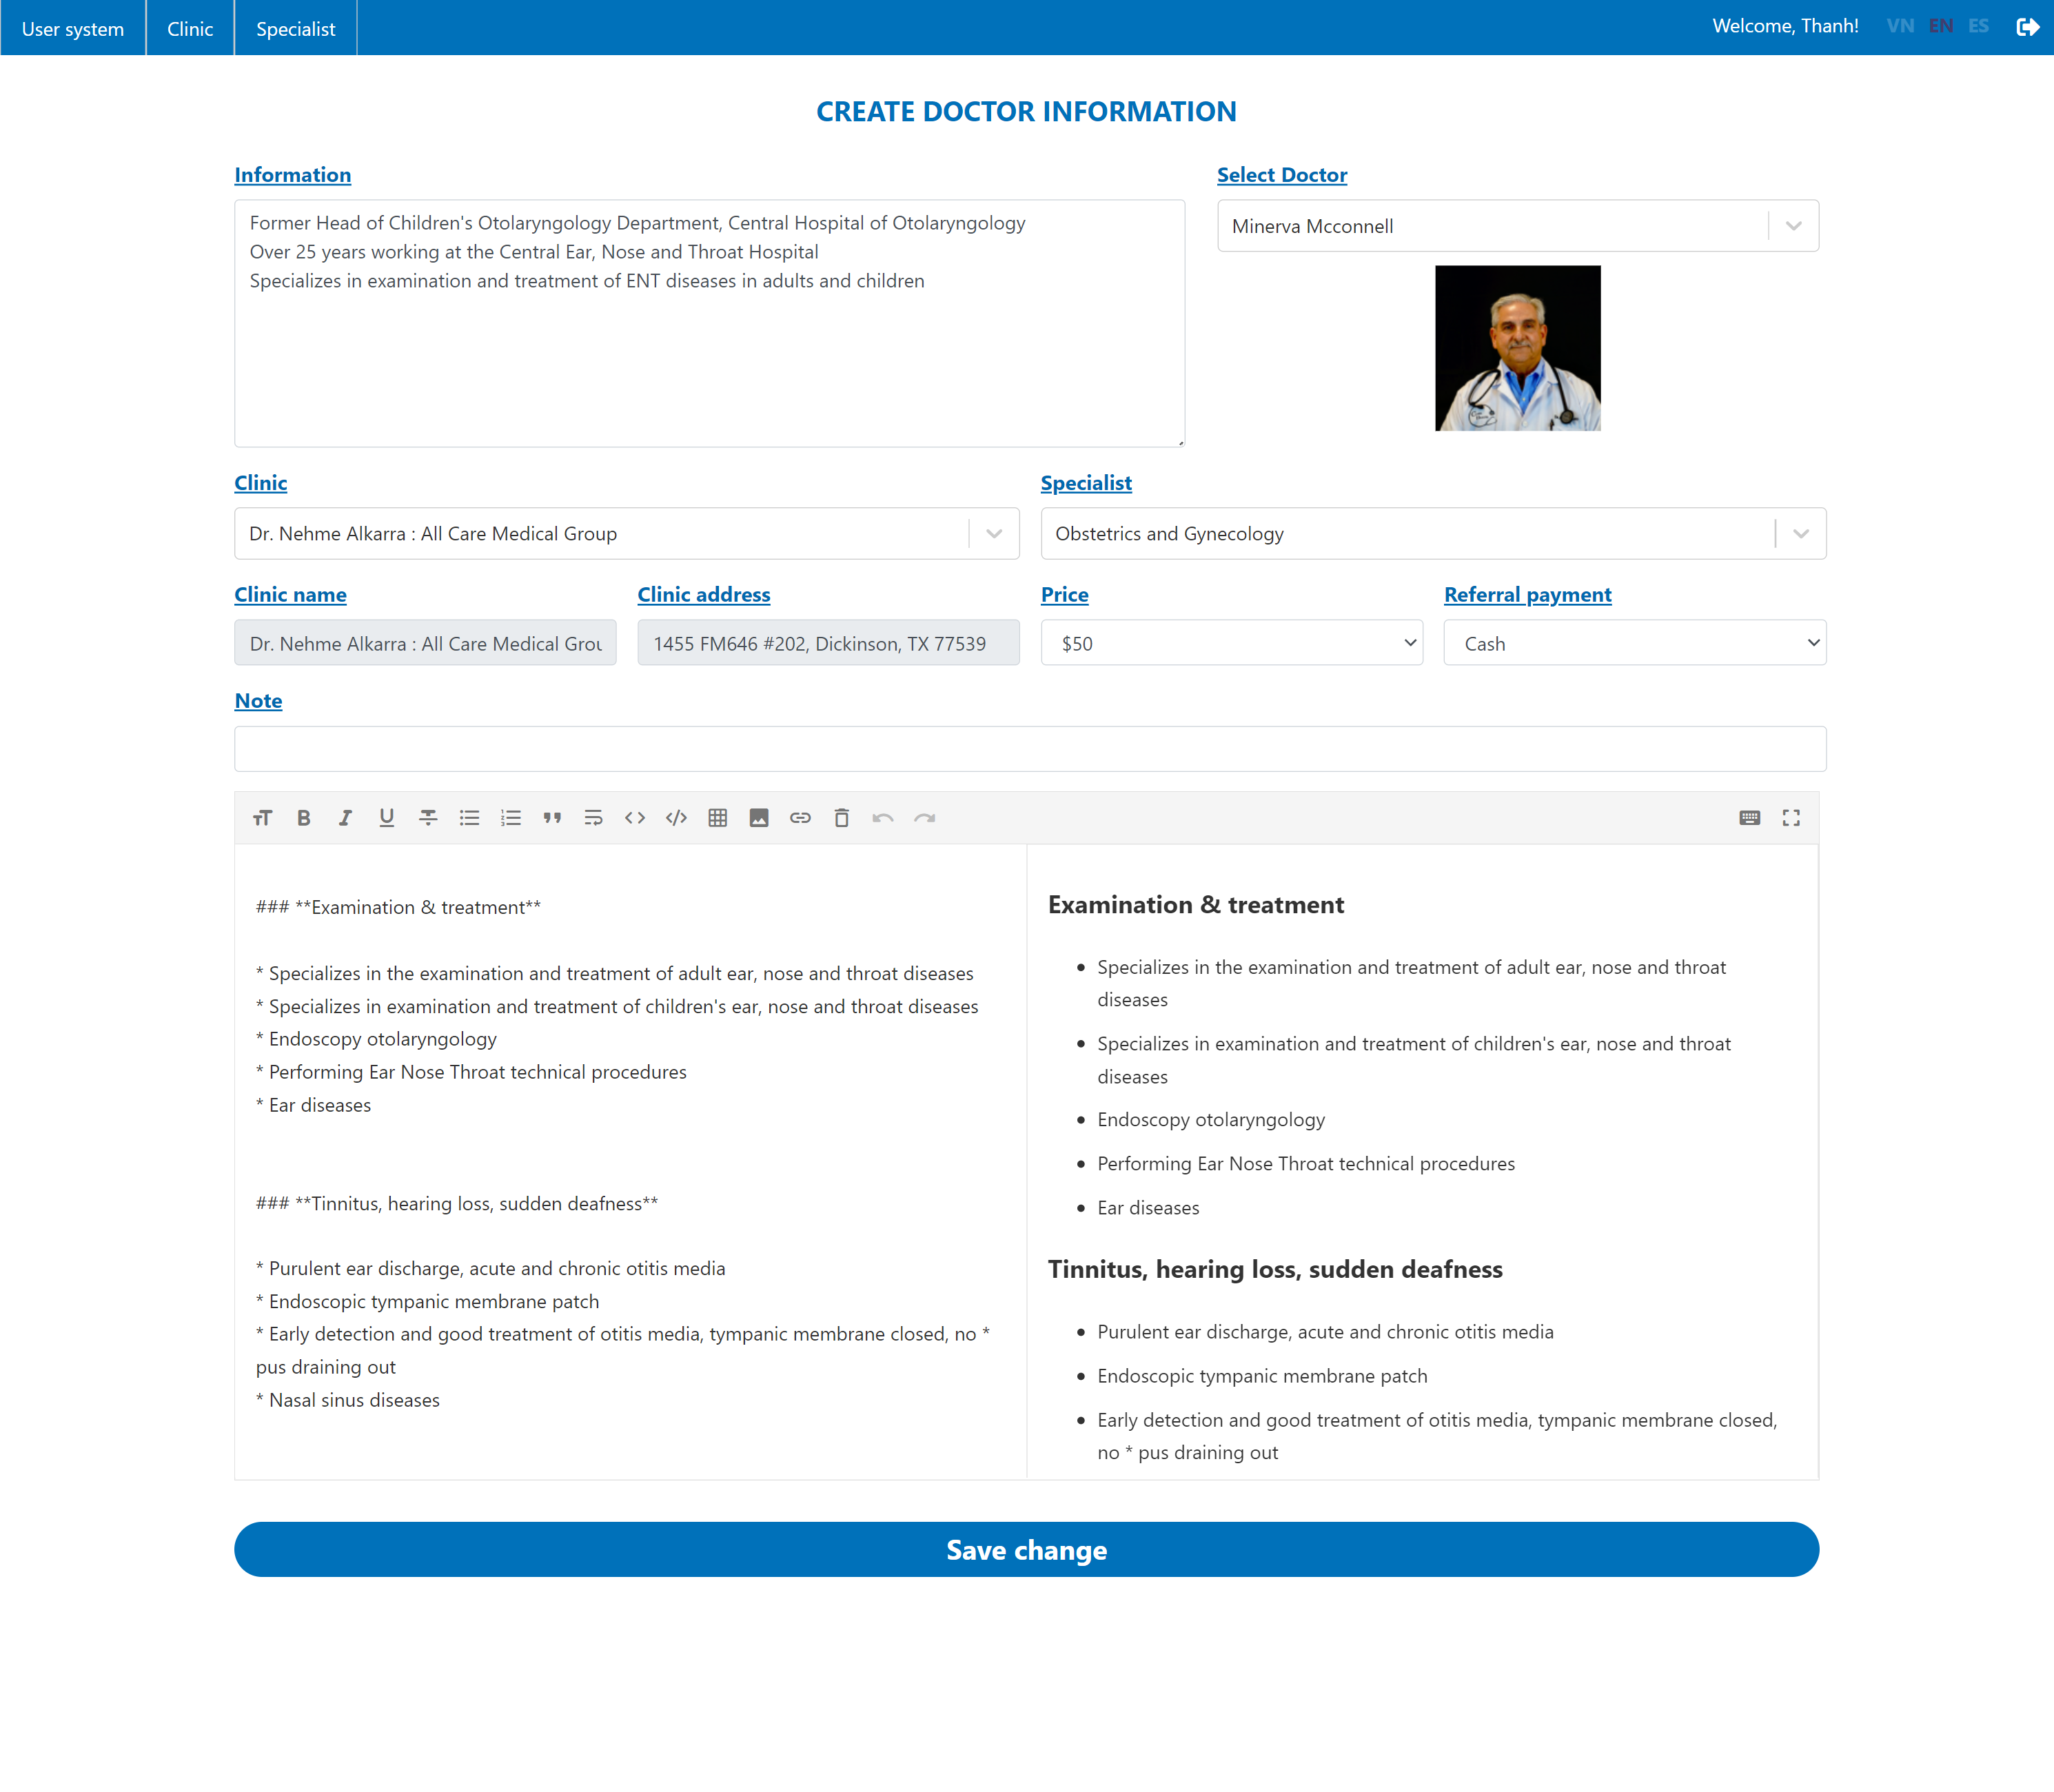 User system Clinic Specialist Welcome, Thanh! VN EN ES
CREATE DOCTOR INFORMATION
Information
Former Head of Children's Otolaryngology Department, Central Hospital of Otolaryngology
Over 25 years working at the Central Ear, Nose and Throat Hospital
Specializes in examination and treatment of ENT diseases in adults and children
Select Doctor
Minerva Mcconnell
Clinic
Dr. Nehme Alkarra : All Care Medical Group
Specialist
Obstetrics and Gynecology
Clinic name
Dr. Nehme Alkarra : All Care Medical Grou
Clinic address
1455 FM646 #202, Dickinson, TX 77539
Price
$50
Referral payment
Cash
Note
### **Examination & treatment**
* Specializes in the examination and treatment of adult ear, nose and throat diseases
* Specializes in examination and treatment of children's ear, nose and throat diseases
* Endoscopy otolaryngology
* Performing Ear Nose Throat technical procedures
* Ear diseases
### **Tinnitus, hearing loss, sudden deafness**
* Purulent ear discharge, acute and chronic otitis media
* Endoscopic tympanic membrane patch
* Early detection and good treatment of otitis media, tympanic membrane closed, no *
pus draining out
* Nasal sinus diseases
Examination & treatment
• Specializes in the examination and treatment of adult ear, nose and throat
diseases
• Specializes in examination and treatment of children's ear, nose and throat
diseases
• Endoscopy otolaryngology
• Performing Ear Nose Throat technical procedures
• Ear diseases
Tinnitus, hearing loss, sudden deafness
• Purulent ear discharge, acute and chronic otitis media
• Endoscopic tympanic membrane patch
• Early detection and good treatment of otitis media, tympanic membrane closed,
no * pus draining out
Save change